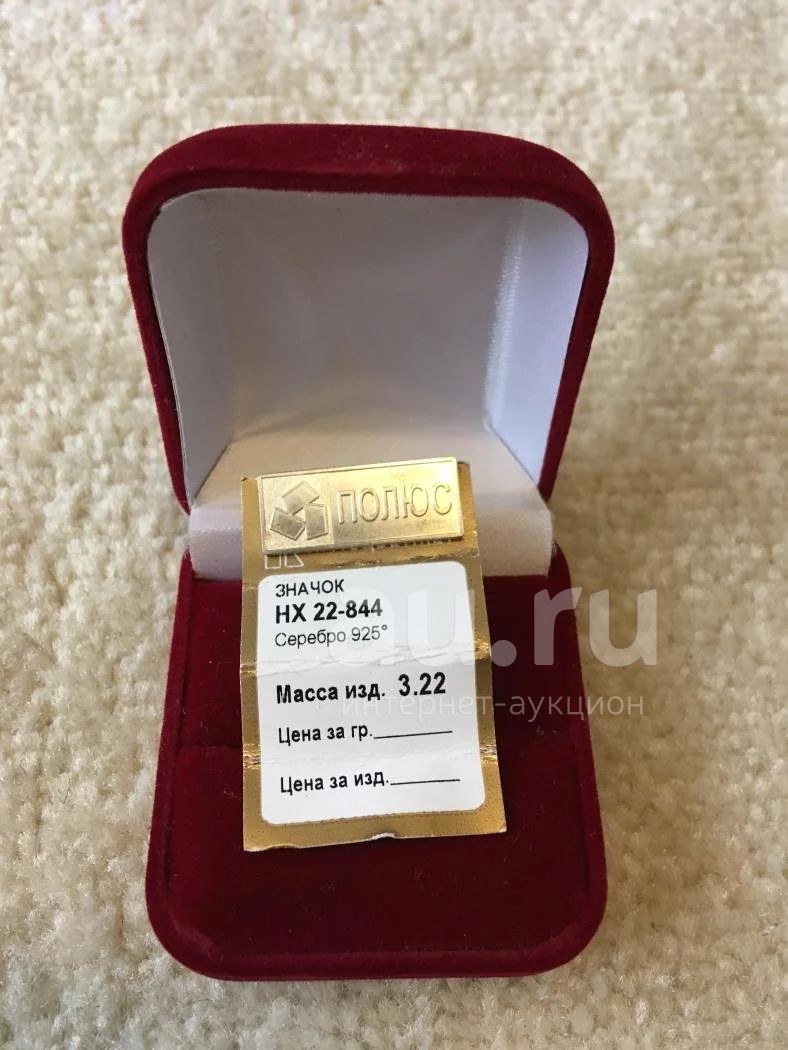 ПОЛЮС
ЗНАЧОК
НХ 22-844
Серебро 925°
Масса изд. 3.22
Цена за гр.
Цена за изд.
au.ru
интернет-аукцион